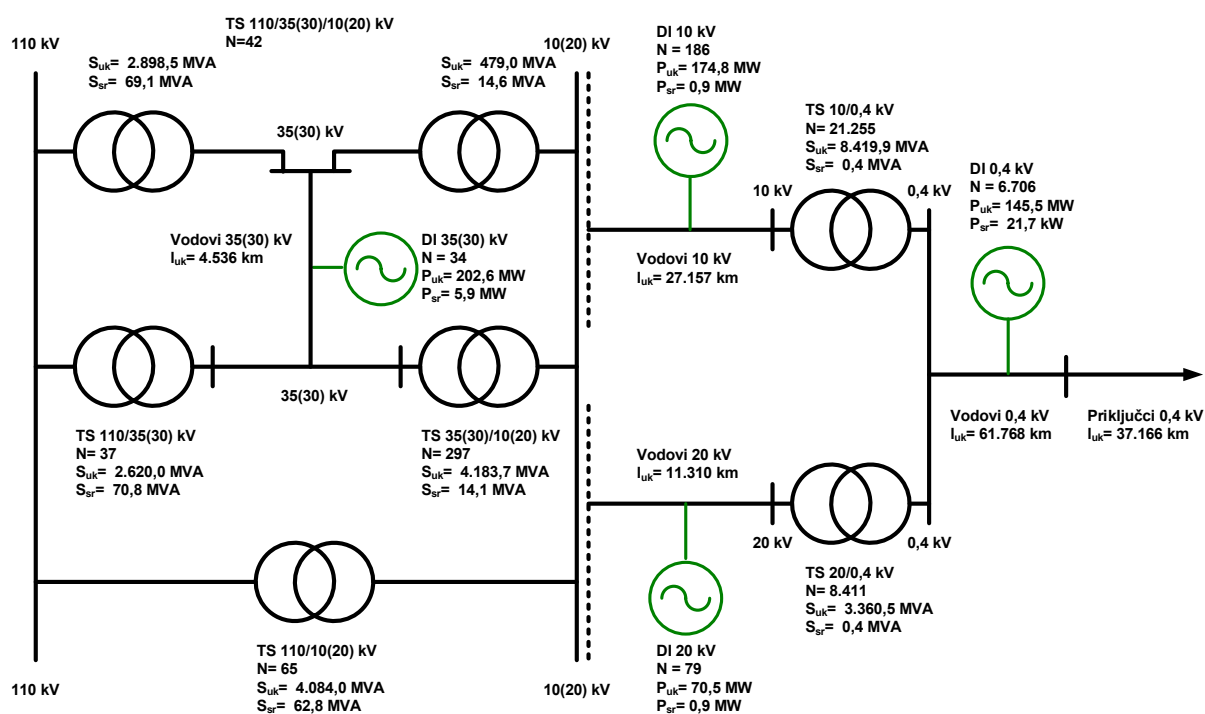 TS 110/35(30)/10(20) kV
N=42
110 kV
S_uk= 2.898,5 MVA
S_sr= 69,1 MVA
479,0 MVA
S_uk=
S_sr= 14,6 MVA
10(20) kV
35(30) kV
Vodovi 35(30) kV
l_uk= 4.536 km
DI 35(30) kV
N = 34
P_uk= 202,6 MW
P_sr= 5,9 MW
35(30) kV
TS 110/35(30) kV
N= 37
S_uk= 2.620,0 MVA
S_sr= 70,8 MVA
TS 35(30)/10(20) kV
N= 297
S_uk= 4.183,7 MVA
S_sr= 14,1 MVA
TS 110/10(20) kV
N= 65
S_uk= 4.084,0 MVA
S_sr= 62,8 MVA
110 kV
10(20) kV
DI 10 kV
N = 186
P_uk= 174,8 MW
P_sr= 0,9 MW
TS 10/0,4 kV
N= 21.255
S_uk= 8.419,9 MVA
S_sr= 0,4 MVA
10 kV
0,4 kV
Vodovi 10 kV
l_uk= 27.157 km
DI 0,4 kV
N = 6.706
P_uk= 145,5 MW
P_sr= 21,7 kW
Vodovi 0,4 kV
l_uk= 61.768 km
Priključci 0,4 kV
l_uk= 37.166 km
Vodovi 20 kV
l_uk= 11.310 km
20 kV
0,4 kV
TS 20/0,4 kV
N= 8.411
S_uk= 3.360,5 MVA
S_sr= 0,4 MVA
DI 20 kV
N = 79
P_uk= 70,5 MW
P_sr= 0,9 MW